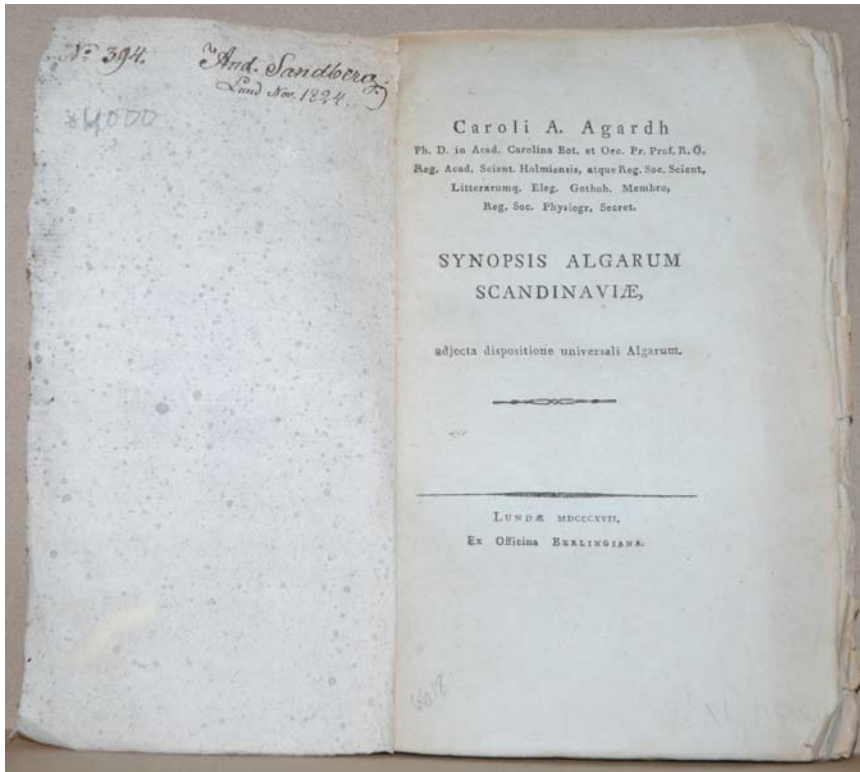 No 394.
And. Sandberg
Lund Nov. 1824.
Caroli A. Agardh
Ph. D. in Acad. Carolina Bot. et Oec. Pr. Prof. R. O.
Reg. Acad. Scient. Holmiensis, atque Reg. Soc. Scient,
Litterarumq. Eleg. Gothob. Membro,
Reg. Soc. Physiogr. Secret.
SYNOPSIS ALGARUM
SCANDINAVIÆ,
adjecta dispositione universali Algarum.
LUNDÆ MDCCCXVII,
Ex Officina BERLINGIANA.